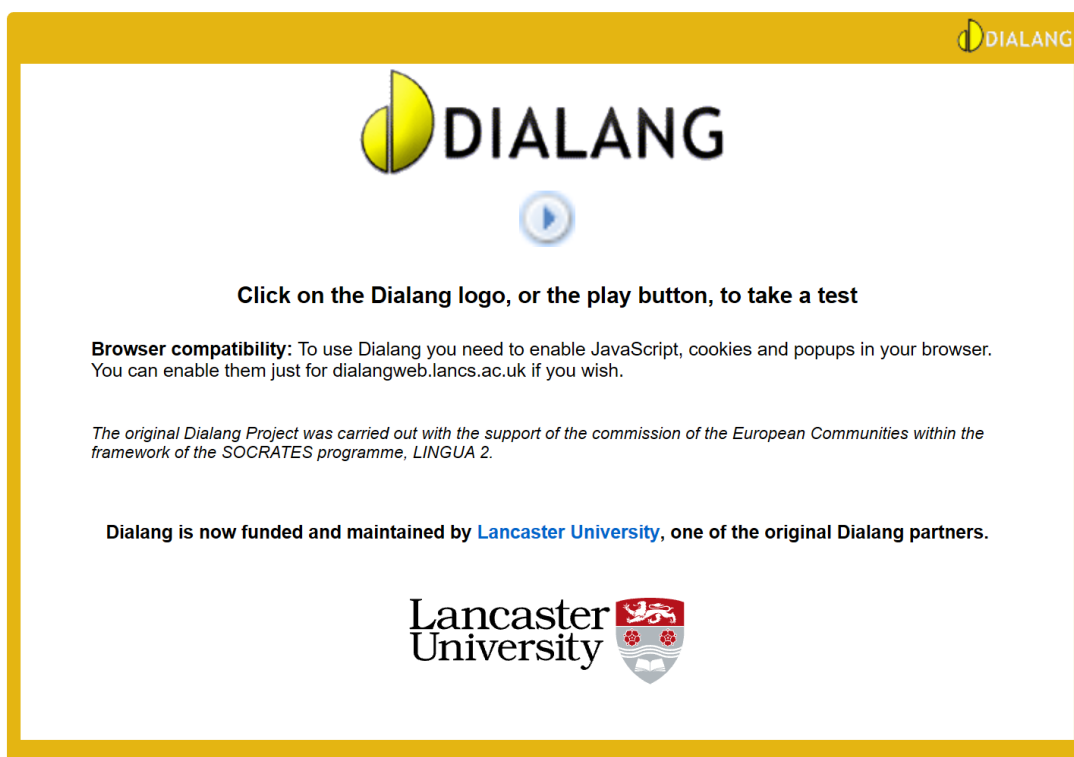 DIALANG
DIALANG
Click on the Dialang logo, or the play button, to take a test
Browser compatibility: To use Dialang you need to enable JavaScript, cookies and popups in your browser.
You can enable them just for dialangweb.lancs.ac.uk if you wish.
The original Dialang Project was carried out with the support of the commission of the European Communities within the
framework of the SOCRATES programme, LINGUA 2.
Dialang is now funded and maintained by Lancaster University, one of the original Dialang partners.
Lancaster
University